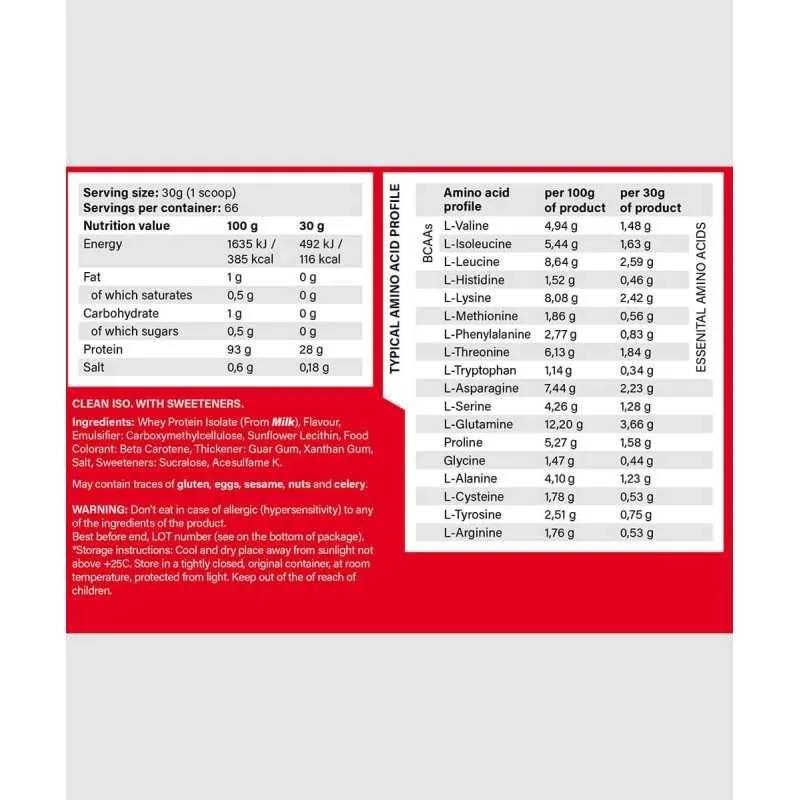 Serving size: 30g (1 scoop)
Servings per container: 66
Nutrition value 100 g 30 g
Energy 1635 kJ / 492 kJ /
385 kcal 116 kcal
Fat 1 g 0 g
of which saturates 0,5 g 0 g
Carbohydrate 1 g 0 g
of which sugars 0,5 g 0 g
Protein 93 g 28 g
Salt 0,6 g 0,18 g
CLEAN ISO. WITH SWEETENERS.
Ingredients: Whey Protein Isolate (From Milk), Flavour,
Emulsifier: Carboxymethylcellulose, Sunflower Lecithin, Food
Colorant: Beta Carotene, Thickener: Guar Gum, Xanthan Gum,
Salt, Sweeteners: Sucralose, Acesulfame K.
May contain traces of gluten, eggs, sesame, nuts and celery.
WARNING: Don't eat in case of allergic (hypersensitivity) to any
of the ingredients of the product.
Best before end, LOT number (see on the bottom of package).
*Storage instructions: Cool and dry place away from sunlight not
above +25C. Store in a tightly closed, original container, at room
temperature, protected from light. Keep out of the of reach of
children.
TYPICAL AMINO ACID PROFILE
Amino acid per 100g per 30g
profile of product of product
BCAAs
L-Valine 4,94 g 1,48 g
L-Isoleucine 5,44 g 1,63 g
L-Leucine 8,64 g 2,59 g
L-Histidine 1,52 g 0,46 g
L-Lysine 8,08 g 2,42 g
L-Methionine 1,86 g 0,56 g
L-Phenylalanine 2,77 g 0,83 g
L-Threonine 6,13 g 1,84 g
L-Tryptophan 1,14 g 0,34 g
L-Asparagine 7,44 g 2,23 g
L-Serine 4,26 g 1,28 g
L-Glutamine 12,20 g 3,66 g
Proline 5,27 g 1,58 g
Glycine 1,47 g 0,44 g
L-Alanine 4,10 g 1,23 g
L-Cysteine 1,78 g 0,53 g
L-Tyrosine 2,51 g 0,75 g
L-Arginine 1,76 g 0,53 g
ESSENITAL AMINO ACIDS